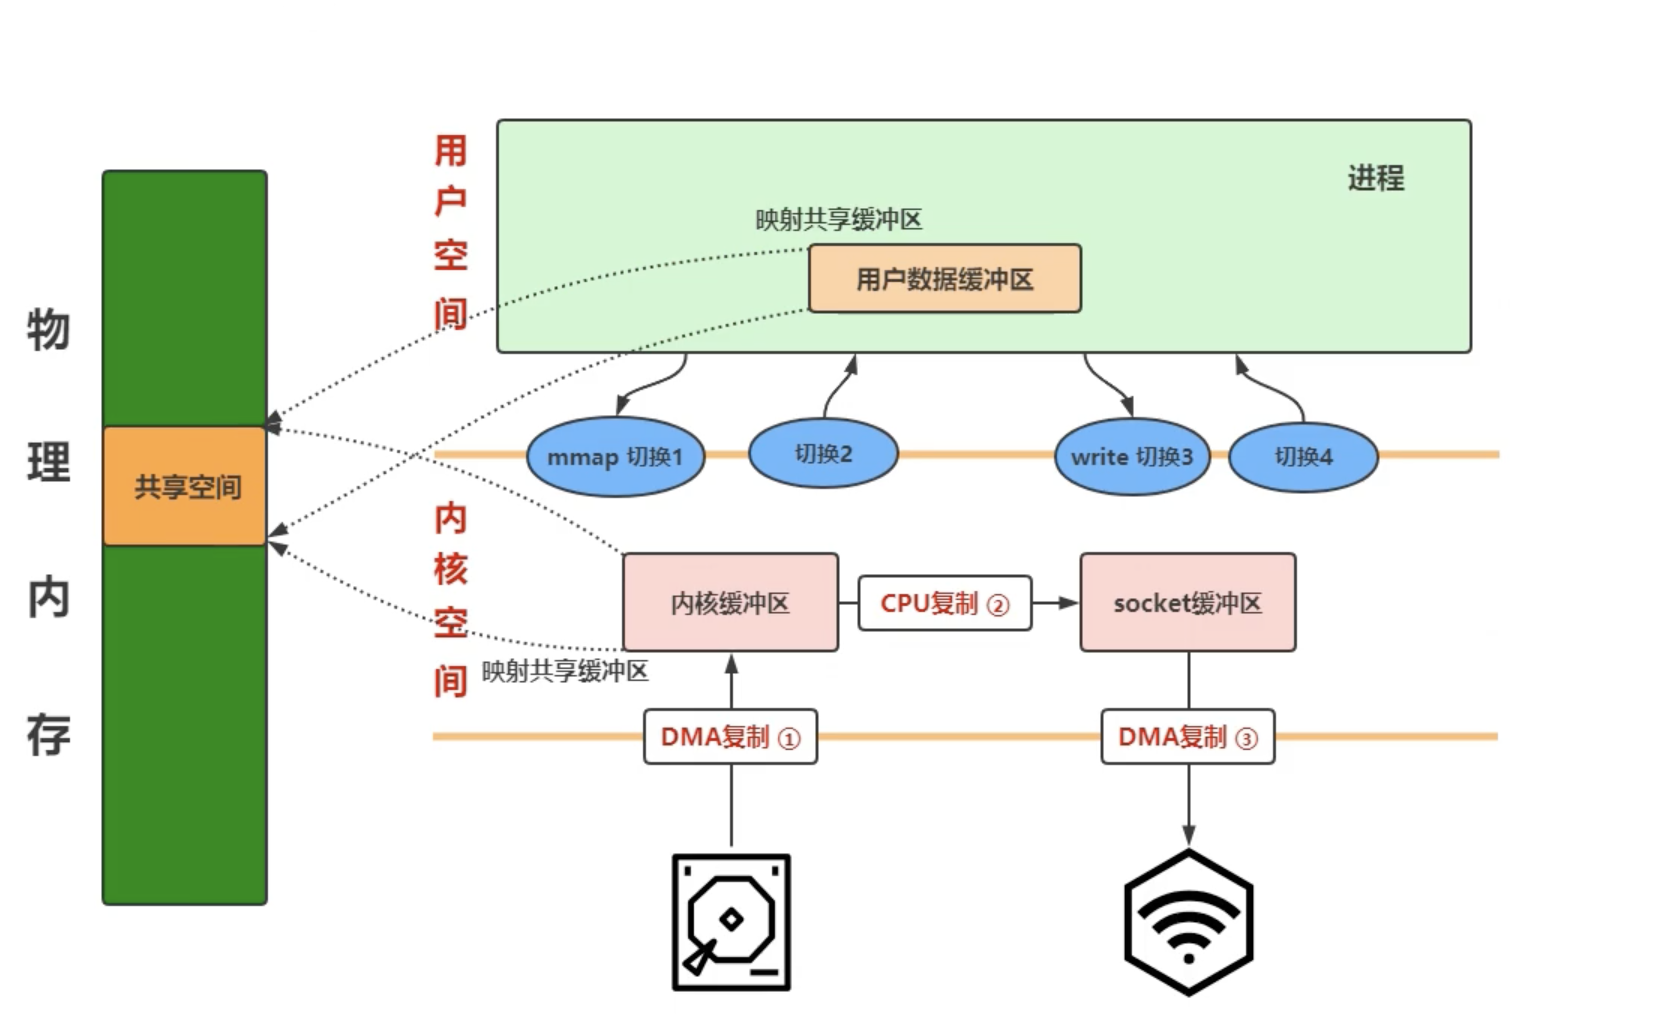 物
理
内
存
共享空间
用
户
空
间
进程
映射共享缓冲区
用户数据缓冲区
mmap 切换1
切换2
write 切换3
切换4
内
核
空
间
内核缓冲区
CPU复制 ②
socket缓冲区
映射共享缓冲区
DMA复制 ①
DMA复制 ③